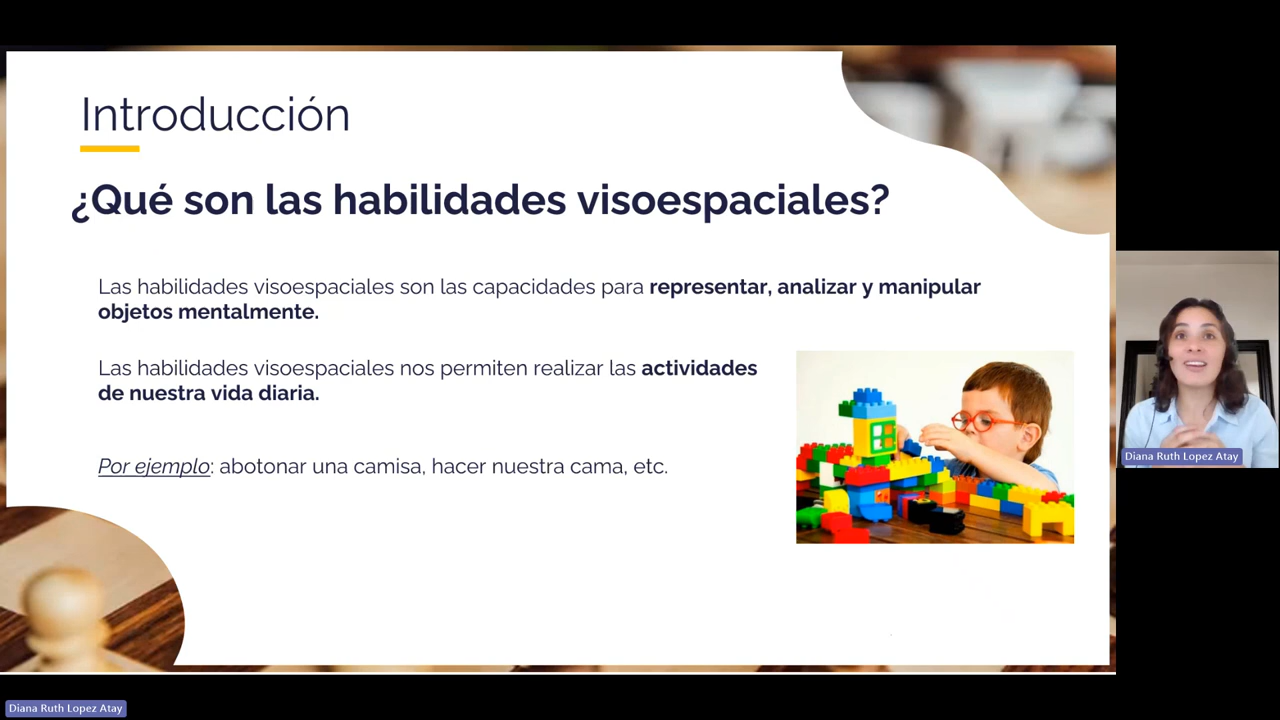 Introducción
¿Qué son las habilidades visoespaciales?
Las habilidades visoespaciales son las capacidades para representar, analizar y manipular
objetos mentalmente.
Las habilidades visoespaciales nos permiten realizar las actividades
de nuestra vida diaria.
Por ejemplo: abotonar una camisa, hacer nuestra cama, etc.
Diana Ruth Lopez Atay
Diana Ruth Lopez Atay